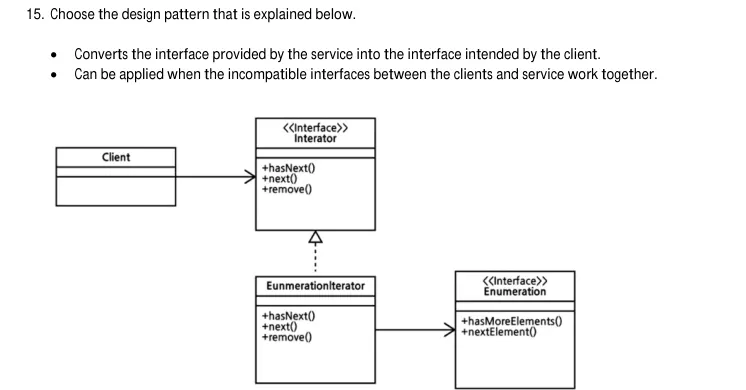 15. Choose the design pattern that is explained below.
• Converts the interface provided by the service into the interface intended by the client.
• Can be applied when the incompatible interfaces between the clients and service work together.
<<Interface>>
Interator
+hasNext()
+next()
+remove()
Client
EunmerationIterator
+hasNext()
+next()
+remove()
<<Interface>>
Enumeration
+hasMoreElements()
+nextElement()